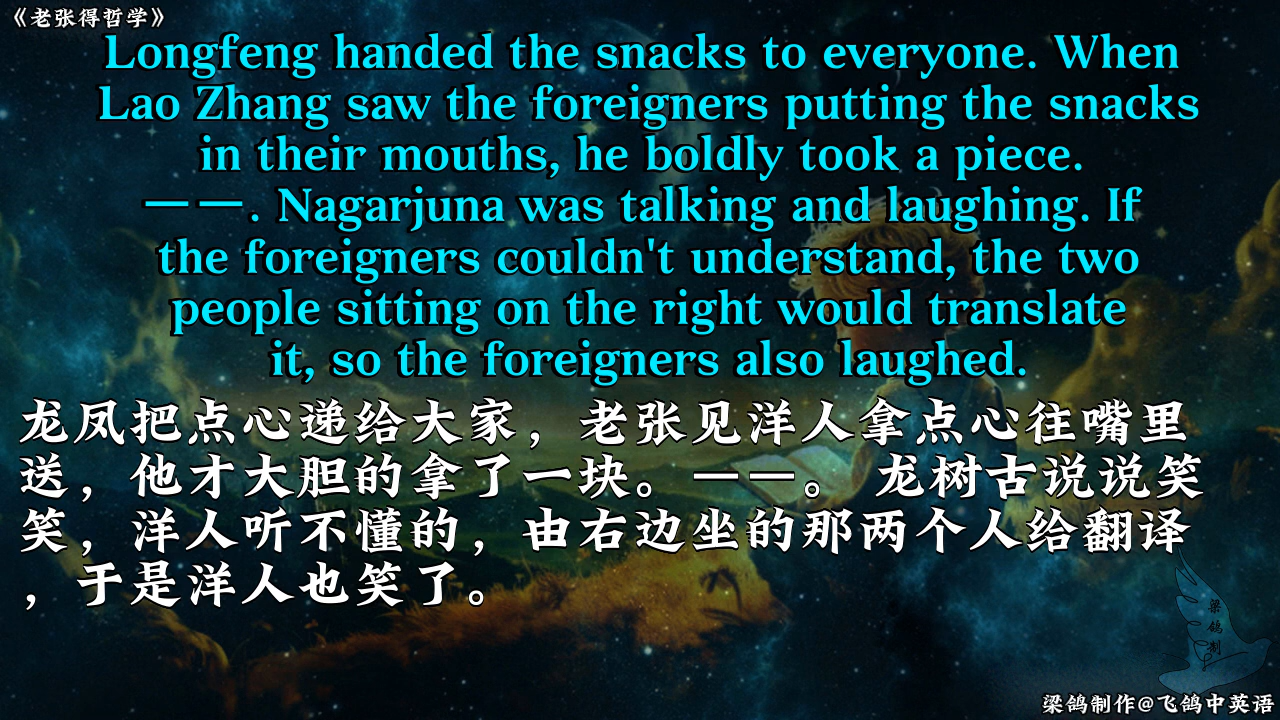 《老张得哲学》
Longfeng handed the snacks to everyone. When
Lao Zhang saw the foreigners putting the snacks
in their mouths, he boldly took a piece.
——. Nagarjuna was talking and laughing. If
the foreigners couldn't understand, the two
people sitting on the right would translate
it, so the foreigners also laughed.
龙凤把点心递给大家，老张见洋人拿点心往嘴里
送，他才大胆的拿了一块。——。 龙树古说说笑
笑，洋人听不懂的，由右边坐的那两个人给翻译
，于是洋人也笑了。
梁鸽制
梁鸽制作@飞鸽中英语